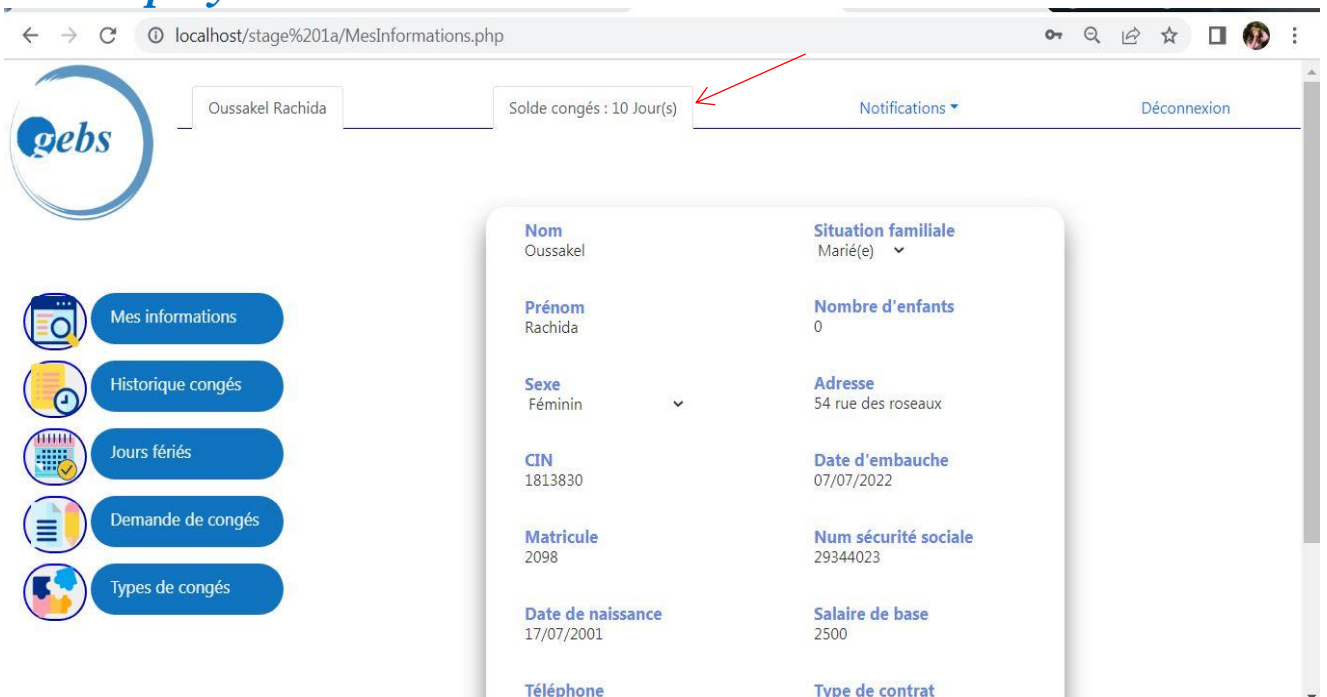 localhost/stage%201a/MesInformations.php
gebs
Oussakel Rachida
Solde congés : 10 Jour(s)
Notifications
Déconnexion
Mes informations
Historique congés
Jours fériés
Demande de congés
Types de congés
Nom
Oussakel
Situation familiale
Marié(e)
Prénom
Rachida
Nombre d'enfants
0
Sexe
Féminin
Adresse
54 rue des roseaux
CIN
1813830
Date d'embauche
07/07/2022
Matricule
2098
Num sécurité sociale
29344023
Date de naissance
17/07/2001
Salaire de base
2500
Téléphone
Type de contrat